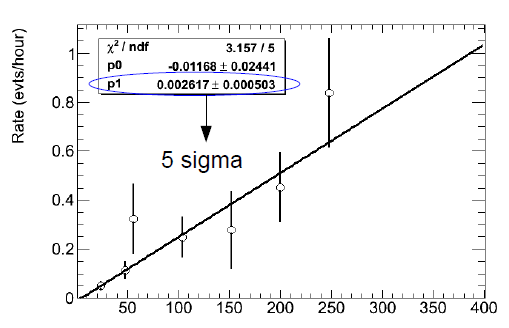 χ² / ndf 3.157 / 5
p0 -0.01168 ± 0.02441
p1 0.002617 ± 0.000503
5 sigma
Rate (evts/hour)
1
0.8
0.6
0.4
0.2
0
50 100 150 200 250 300 350 400